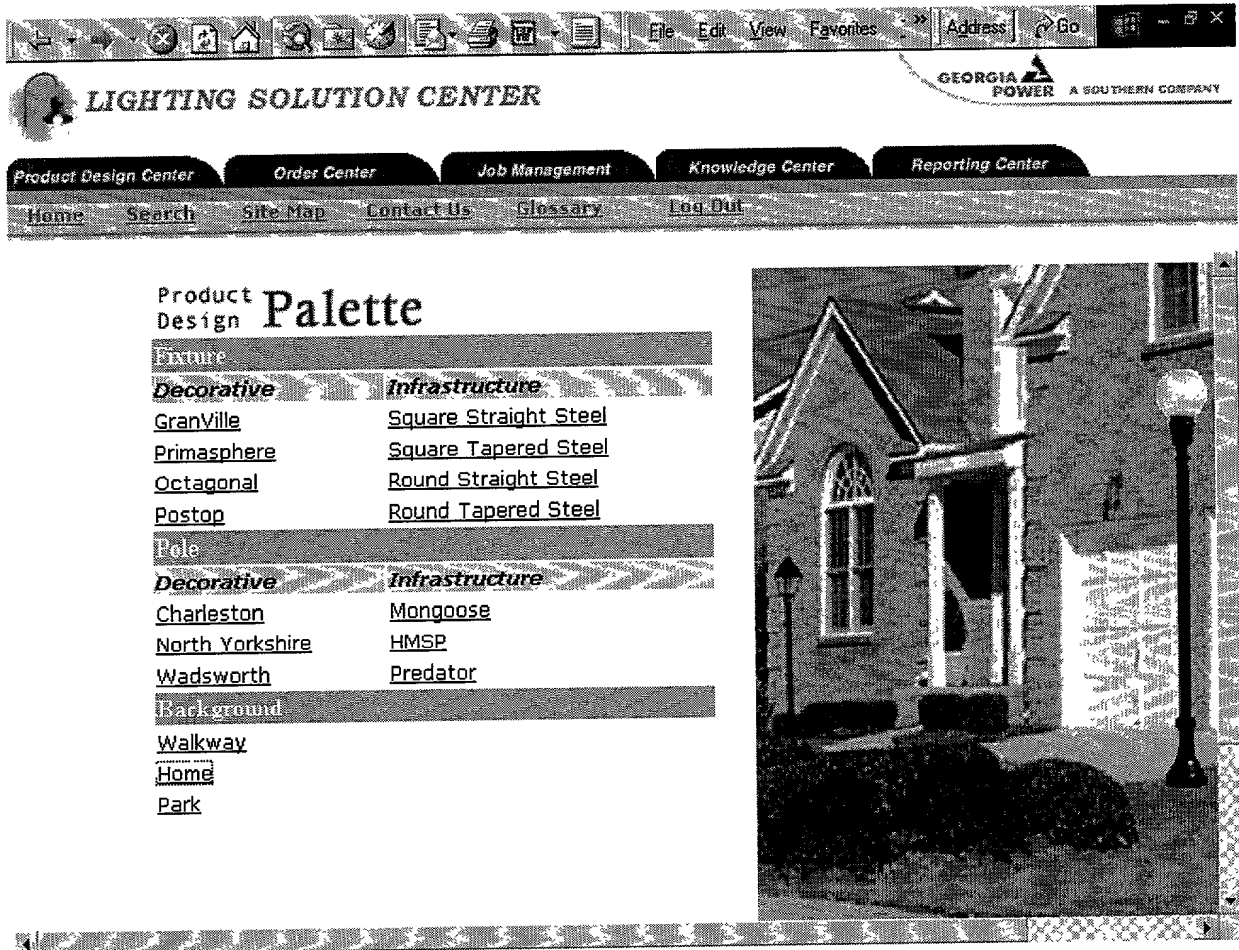 File Edit View Favorites » Address Go
LIGHTING SOLUTION CENTER
GEORGIA
POWER A SOUTHERN COMPANY
Product Design Center Order Center Job Management Knowledge Center Reporting Center
Home Search Site Map Contact Us Glossary Log Out
Product
Design Palette
Fixture
Decorative Infrastructure
GranVille Square Straight Steel
Primasphere Square Tapered Steel
Octagonal Round Straight Steel
Postop Round Tapered Steel
Pole
Decorative Infrastructure
Charleston Mongoose
North Yorkshire HMSP
Wadsworth Predator
Background
Walkway
Home
Park